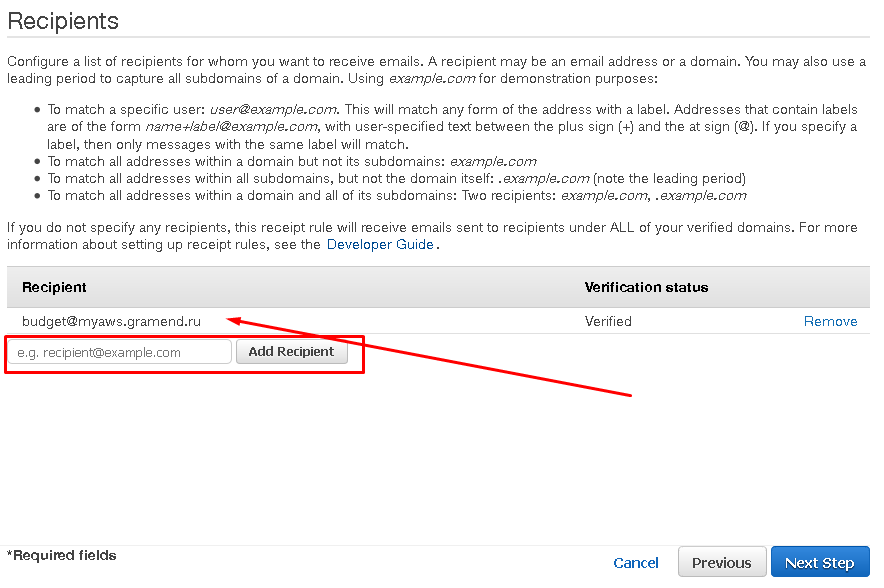 Recipients
Configure a list of recipients for whom you want to receive emails. A recipient may be an email address or a domain. You may also use a
leading period to capture all subdomains of a domain. Using example.com for demonstration purposes:
• To match a specific user: user@example.com. This will match any form of the address with a label. Addresses that contain labels
are of the form name+label@example.com, with user-specified text between the plus sign (+) and the at sign (@). If you specify a
label, then only messages with the same label will match.
• To match all addresses within a domain but not its subdomains: example.com
• To match all addresses within all subdomains, but not the domain itself: .example.com (note the leading period)
• To match all addresses within a domain and all of its subdomains: Two recipients: example.com, .example.com
If you do not specify any recipients, this receipt rule will receive emails sent to recipients under ALL of your verified domains. For more
information about setting up receipt rules, see the Developer Guide.
Recipient Verification status
budget@myaws.gramend.ru Verified Remove
e.g. recipient@example.com Add Recipient
*Required fields
Cancel Previous Next Step